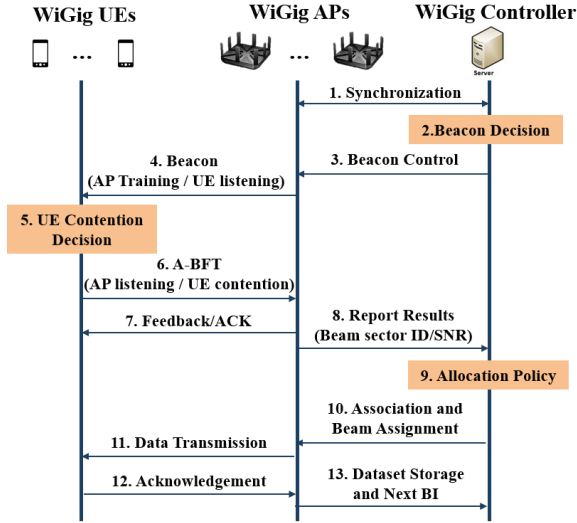 WiGig UEs
WiGig APs
WiGig Controller
...
...
Server
1. Synchronization
2.Beacon Decision
3. Beacon Control
4. Beacon
(AP Training / UE listening)
5. UE Contention
Decision
6. A-BFT
(AP listening / UE contention)
7. Feedback/ACK
8. Report Results
(Beam sector ID/SNR)
9. Allocation Policy
10. Association and
Beam Assignment
11. Data Transmission
12. Acknowledgement
13. Dataset Storage
and Next BI